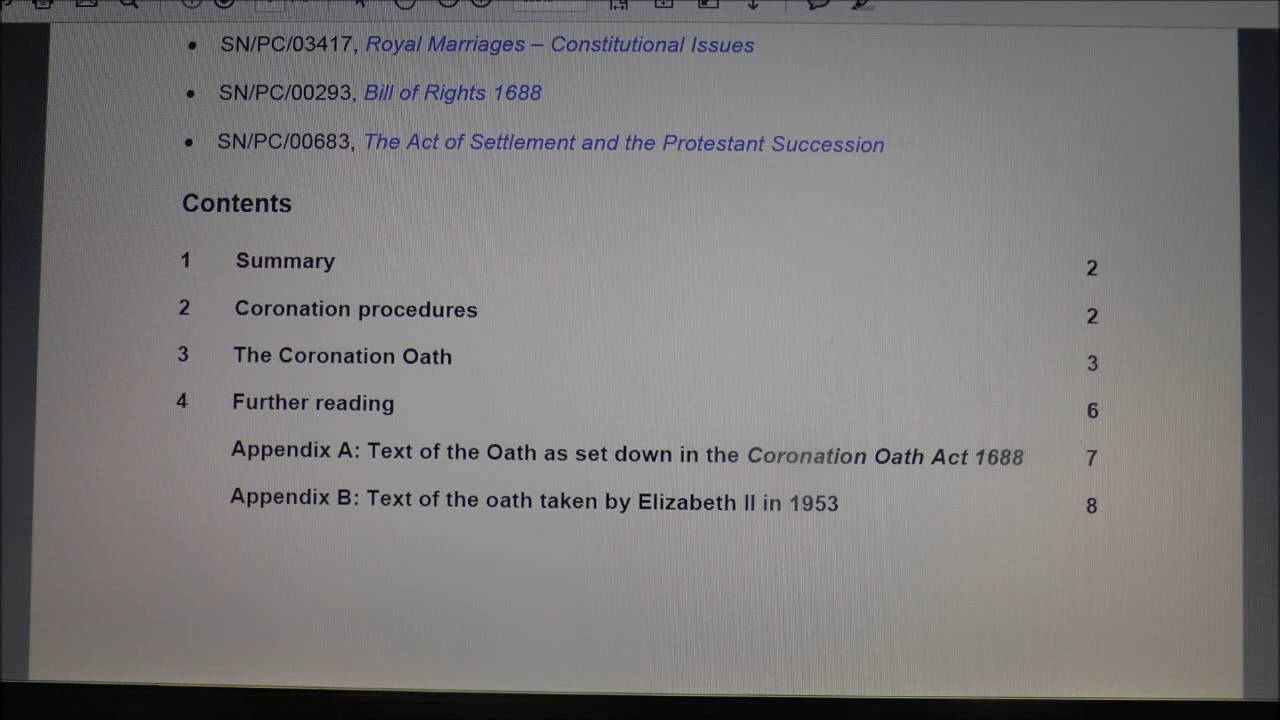 • SN/PC/03417, Royal Marriages – Constitutional Issues
• SN/PC/00293, Bill of Rights 1688
• SN/PC/00683, The Act of Settlement and the Protestant Succession
Contents
1 Summary 2
2 Coronation procedures 2
3 The Coronation Oath 3
4 Further reading 6
Appendix A: Text of the Oath as set down in the Coronation Oath Act 1688 7
Appendix B: Text of the oath taken by Elizabeth II in 1953 8